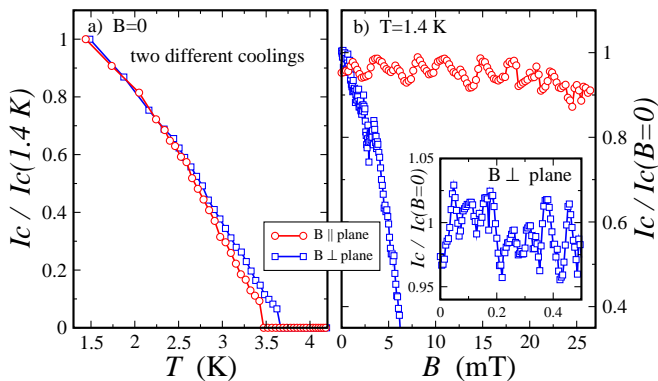 a) B=0
two different coolings
Ic / Ic(1.4 K)
1
0.8
0.6
0.4
0.2
0
1.5 2 2.5 3 3.5 4
T (K)
B || plane
B ⊥ plane
b) T=1.4 K
1
0.8
0.6
0.4
Ic / Ic(B=0)
0 5 10 15 20 25
B (mT)
B ⊥ plane
Ic / Ic(B=0)
1.05
1
0.95
0 0.2 0.4